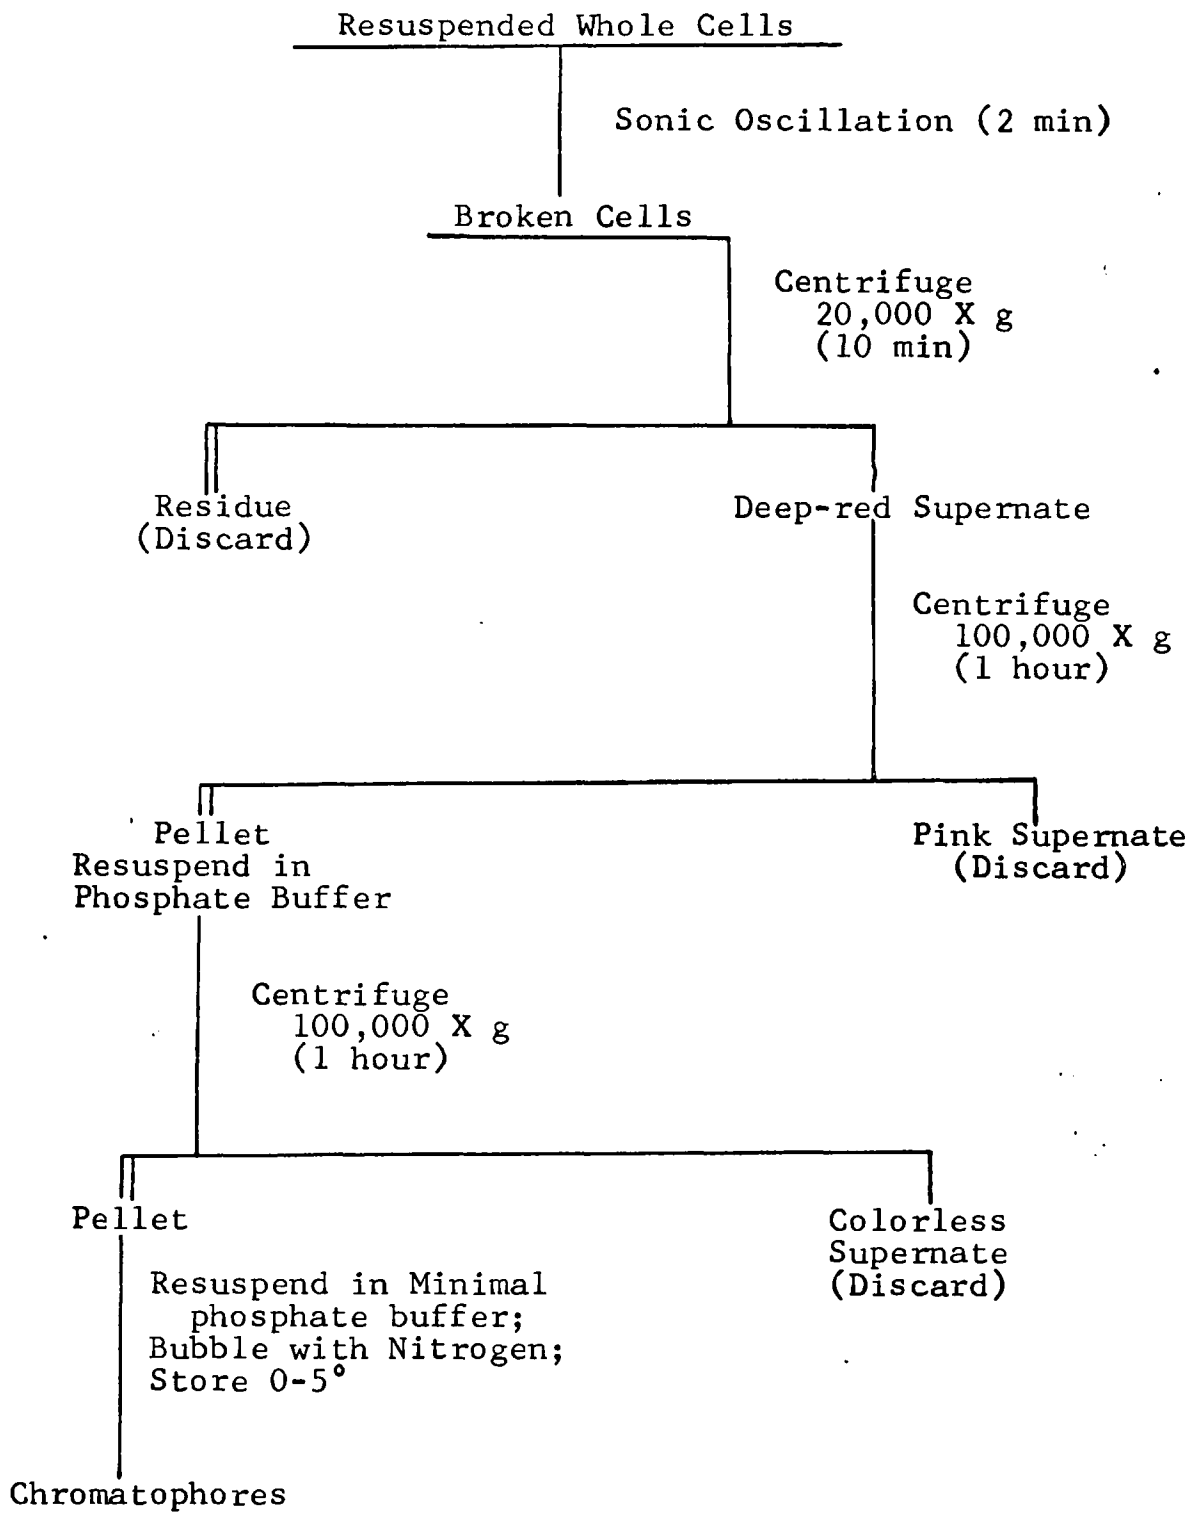 Resuspended Whole Cells
Sonic Oscillation (2 min)
Broken Cells
Centrifuge
20,000 X g
(10 min)
Residue
(Discard)
Deep-red Supernate
Centrifuge
100,000 X g
(1 hour)
Pellet
Resuspend in
Phosphate Buffer
Pink Supernate
(Discard)
Centrifuge
100,000 X g
(1 hour)
Pellet
Colorless
Supernate
(Discard)
Resuspend in Minimal
phosphate buffer;
Bubble with Nitrogen;
Store 0-5°
Chromatophores